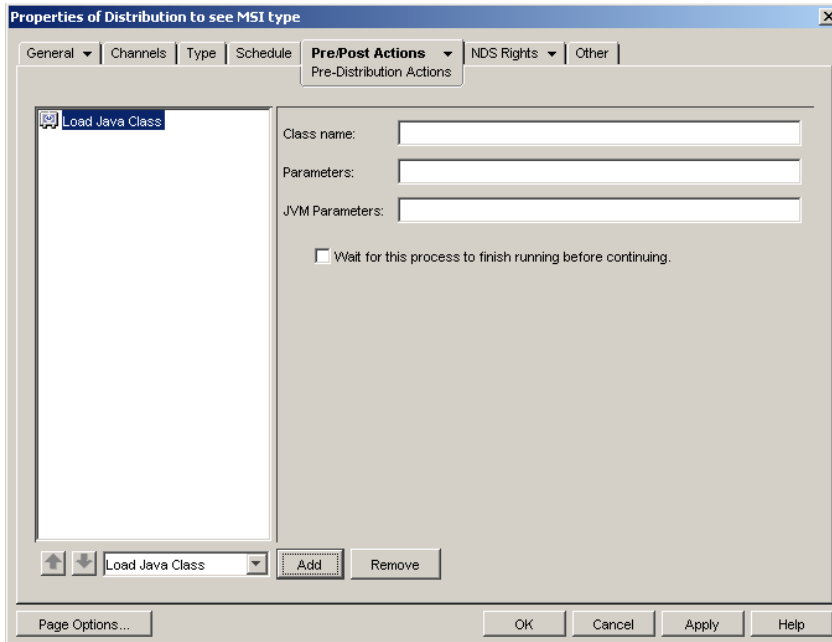 Properties of Distribution to see MSI type
General Channels Type Schedule Pre/Post Actions NDS Rights Other
Pre-Distribution Actions
Load Java Class
Class name:
Parameters:
JVM Parameters:
Wait for this process to finish running before continuing.
Load Java Class Add Remove
Page Options... OK Cancel Apply Help